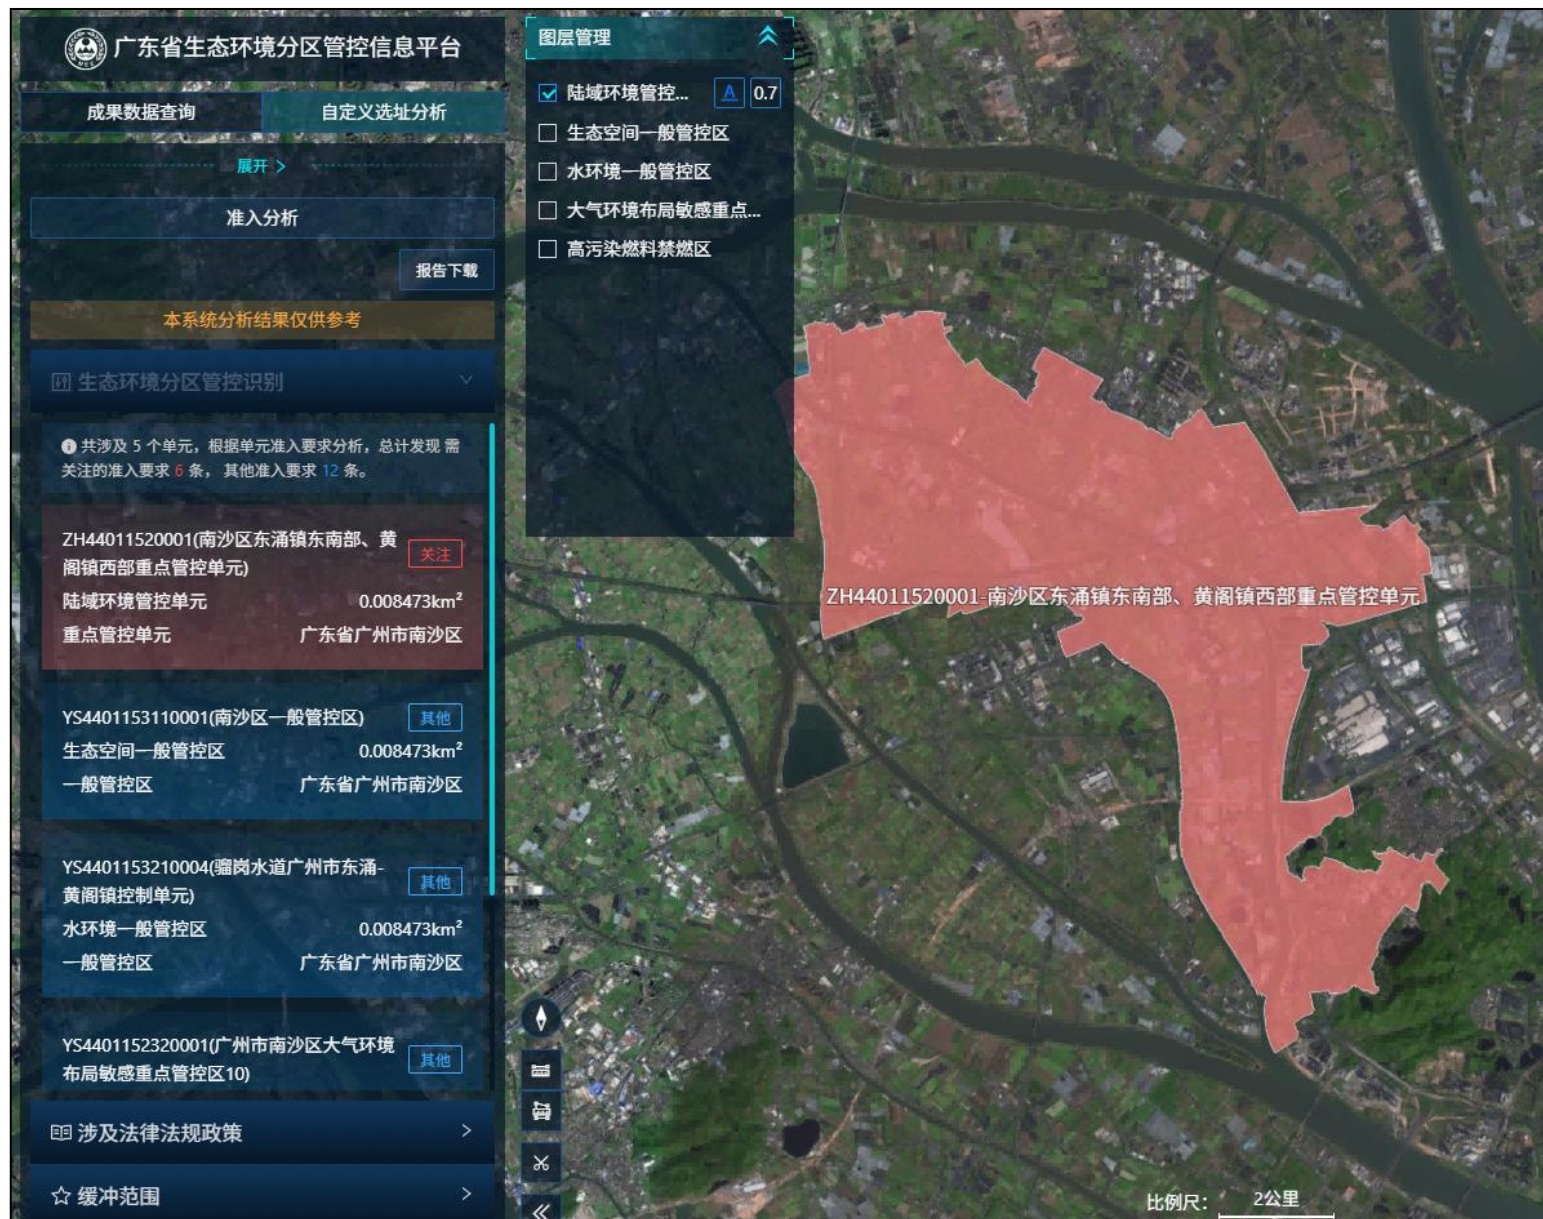 广东省生态环境分区管控信息平台
成果数据查询
自定义选址分析
展开 >
准入分析
报告下载
本系统分析结果仅供参考
生态环境分区管控识别
共涉及 5 个单元，根据单元准入要求分析，总计发现 需
关注的准入要求 6 条， 其他准入要求 12 条。
ZH44011520001(南沙区东涌镇东南部、黄
阁镇西部重点管控单元)
关注
陆域环境管控单元 0.008473km²
重点管控单元 广东省广州市南沙区
YS4401153110001(南沙区一般管控区)
其他
生态空间一般管控区 0.008473km²
一般管控区 广东省广州市南沙区
YS4401153210004(骝岗水道广州市东涌-
黄阁镇控制单元)
其他
水环境一般管控区 0.008473km²
一般管控区 广东省广州市南沙区
YS4401152320001(广州市南沙区大气环境
布局敏感重点管控区10)
其他
涉及法律法规政策
缓冲范围
图层管理
陆域环境管控... A 0.7
生态空间一般管控区
水环境一般管控区
大气环境布局敏感重点...
高污染燃料禁燃区
ZH44011520001-南沙区东涌镇东南部、黄阁镇西部重点管控单元
比例尺： 2公里